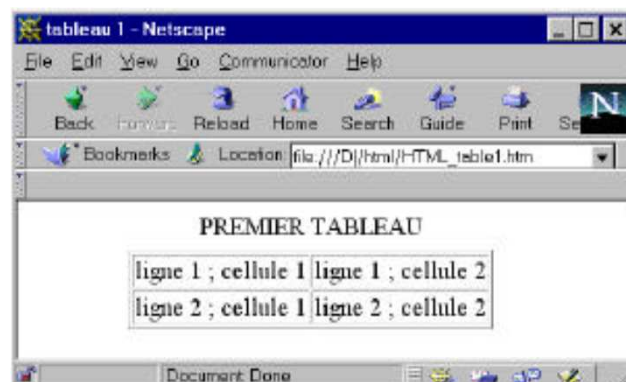 tableau 1 - Netscape
File Edit View Go Communicator Help
Back Forward Reload Home Search Guide Print Se
N
Bookmarks Location: file:///D|/html/HTML_table1.htm
PREMIER TABLEAU
ligne 1 ; cellule 1 ligne 1 ; cellule 2
ligne 2 ; cellule 1 ligne 2 ; cellule 2
Document Done